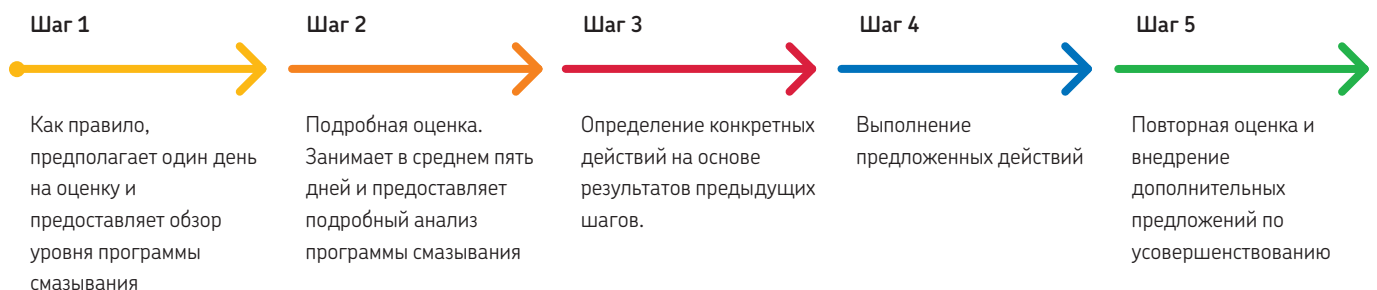 Шаг 1
Как правило,
предполагает один день
на оценку и
предоставляет обзор
уровня программы
смазывания
Шаг 2
Подробная оценка.
Занимает в среднем пять
дней и предоставляет
подробный анализ
программы смазывания
Шаг 3
Определение конкретных
действий на основе
результатов предыдущих
шагов.
Шаг 4
Выполнение
предложенных действий
Шаг 5
Повторная оценка и
внедрение
дополнительных
предложений по
усовершенствованию